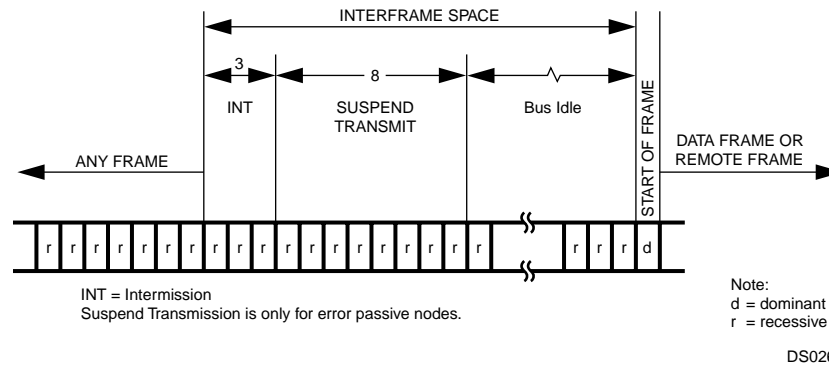 INTERFRAME SPACE
3
8
INT
SUSPEND
TRANSMIT
Bus Idle
START OF FRAME
ANY FRAME
DATA FRAME OR
REMOTE FRAME
r r r r r r r r r r r r r r r r r r r r r r d
INT = Intermission
Suspend Transmission is only for error passive nodes.
Note:
d = dominant
r = recessive
DS026